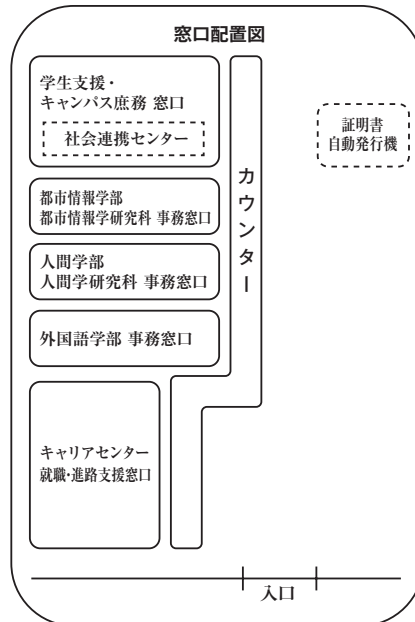 窓口配置図
学生支援・
キャンパス庶務 窓口
社会連携センター
証明書
自動発行機
都市情報学部
都市情報学研究科 事務窓口
カウンター
人間学部
人間学研究科 事務窓口
外国語学部 事務窓口
キャリアセンター
就職・進路支援窓口
入口